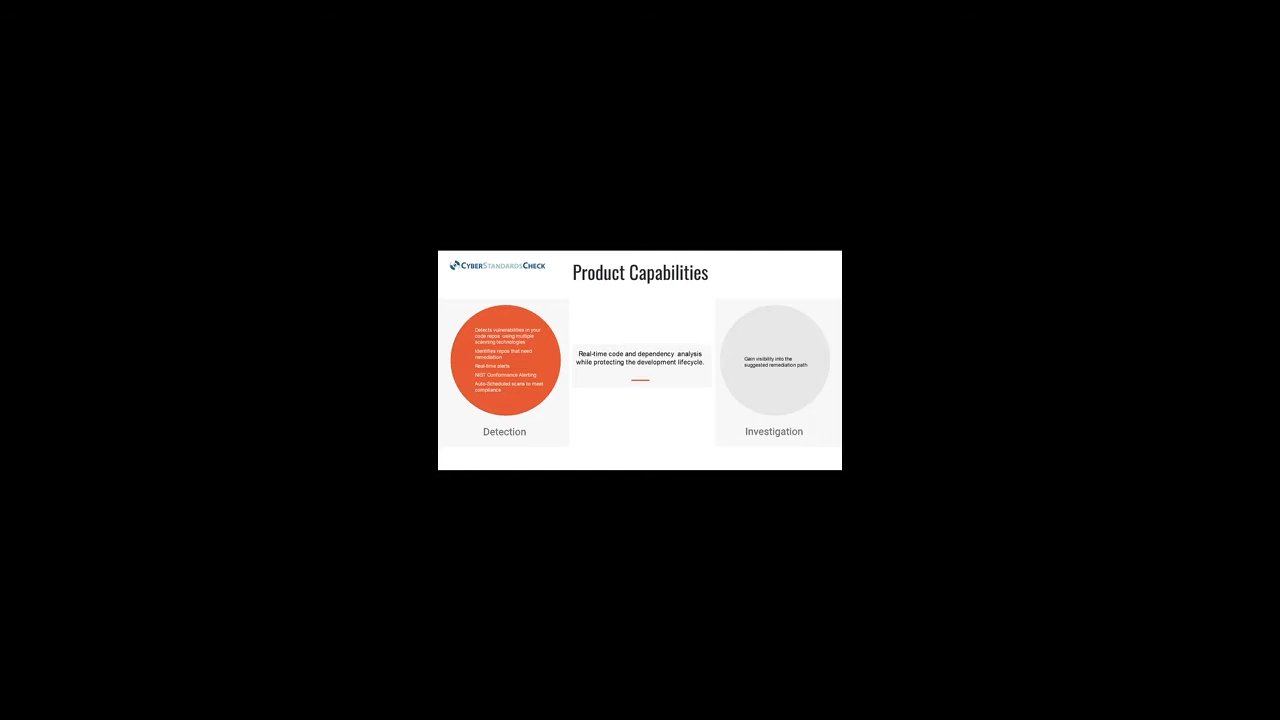 CYBERSTANDARDSCHECK
Product Capabilities
Detects vulnerabilities in your
code repos using multiple
scanning technologies
Identifies repos that need
remediation
Real-time alerts
NIST Conformance Alerting
Auto-Scheduled scans to meet
compliance
Detection
Real-time code and dependency analysis
while protecting the development lifecycle.
Gain visibility into the
suggested remediation path
Investigation